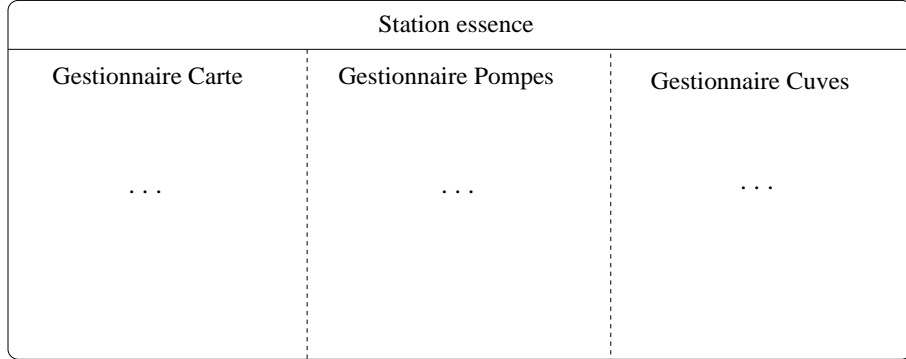 Station essence
Gestionnaire Carte
Gestionnaire Pompes
Gestionnaire Cuves
. . .
. . .
. . .